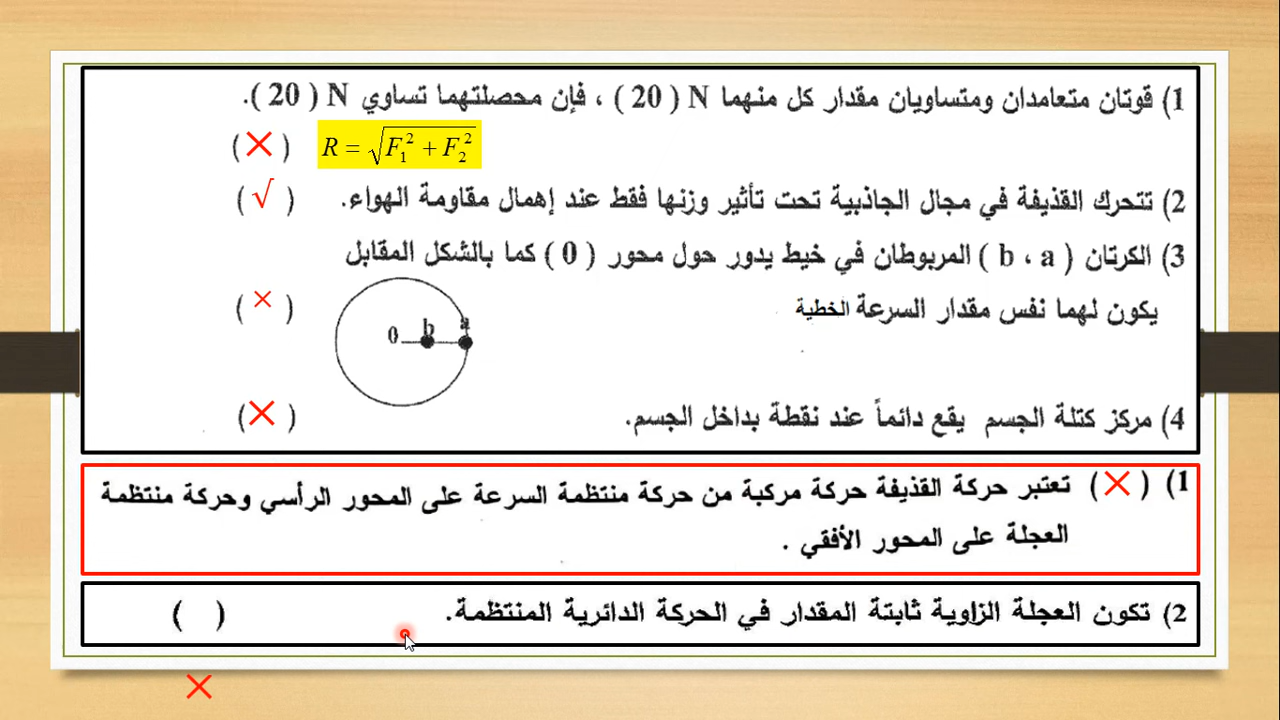 1) قوتان متعامدان ومتساويان مقدار كل منهما N ( 20 ) ، فإن محصلتهما تساوي N ( 20 ).
R = √F₁² + F₂² (×)
2) تتحرك القذيفة في مجال الجاذبية تحت تأثير وزنها فقط عند إهمال مقاومة الهواء. (√)
3) الكرتان ( b ، a ) المربوطان في خيط يدور حول محور ( 0 ) كما بالشكل المقابل
يكون لهما نفس مقدار السرعة الخطية (×)
0 b a
4) مركز كتلة الجسم يقع دائماً عند نقطة بداخل الجسم. (×)
1) (×) تعتبر حركة القذيفة حركة مركبة من حركة منتظمة السرعة على المحور الرأسي وحركة منتظمة
العجلة على المحور الأفقي .
2) تكون العجلة الزاوية ثابتة المقدار في الحركة الدائرية المنتظمة. ( )
×